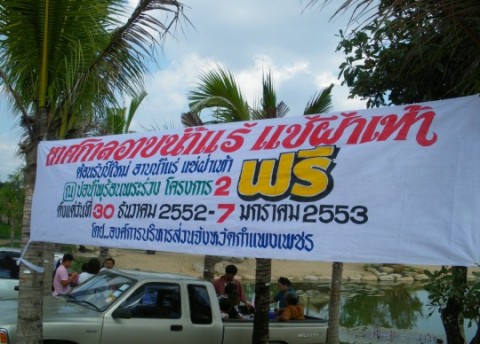 เทศกาลอาบน้ำแร่ แช่ฝ่าเท้า
ต้อนรับปีใหม่ อาบน้ำแร่ แช่ฝ่าเท้า
ณ บ่อน้ำพุร้อนพระร่วง โครงการ 2
ฟรี
ตั้งแต่วันที่ 30 ธันวาคม 2552 - 7 มกราคม 2553
โดย..องค์การบริหารส่วนจังหวัดกำแพงเพชร